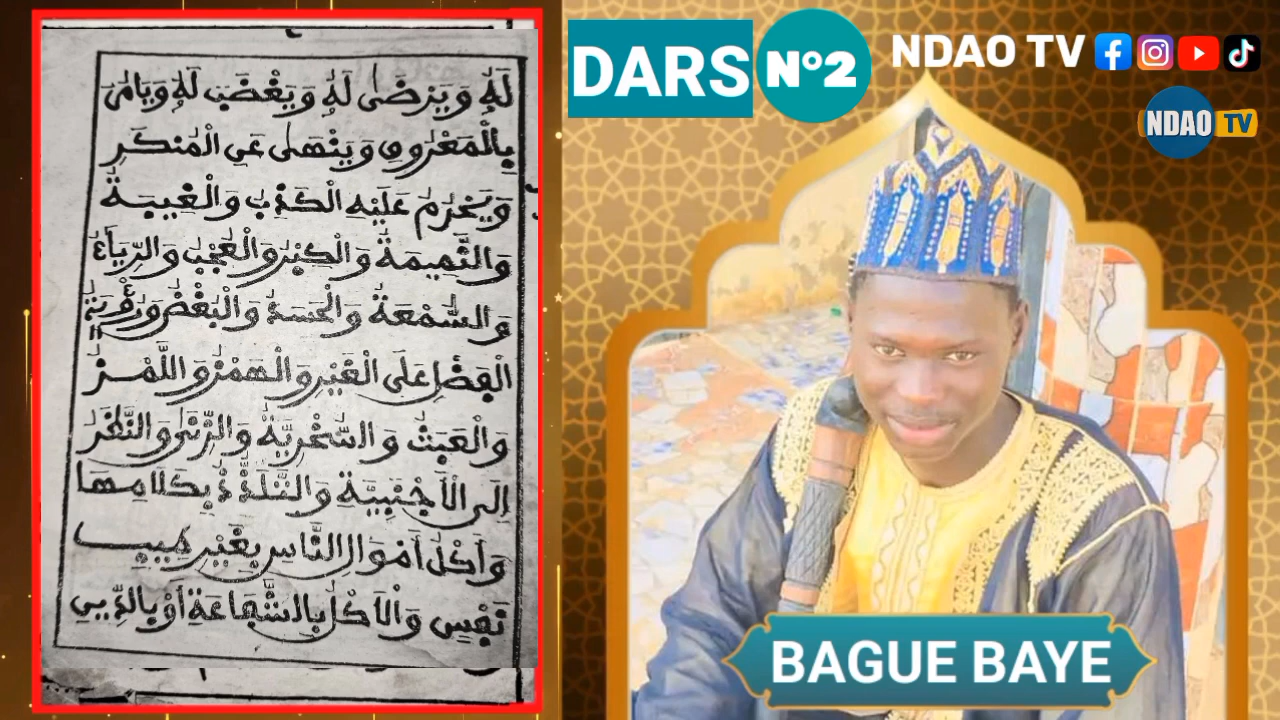 لَهُ وَيَرْضَىٰ لَهُ وَيَغْضَبَ لَهُ وَيَامُرَ
بِالْمَعْرُوفِ وَيَنْهَىٰ عَنِ الْمُنكَرِ
وَيَحْرُمُ عَلَيْهِ الْكَذِبُ وَالْغِيبَةُ
وَالنَّمِيمَةُ وَالْكِبْرُ وَالْعُجْبُ وَالرِّيَاءُ
وَالسُّمْعَةُ وَالْحَسَدُ وَالْبُغْضُ وَرُؤْيَةُ
الْفَضْلِ عَلَى الْغَيْرِ وَالْهَمْزُ وَاللَّمْزُ
وَالْعَبَثُ وَالسُّخْرِيَّةُ وَالزِّنَىٰ وَالنَّظَرُ
إِلَى الْأَجْنَبِيَّةِ وَالتَّلَذُّذُ بِكَلَامِهَا
وَأَكْلُ أَمْوَالِ النَّاسِ بِغَيْرِ طِيبِ
نَفْسٍ وَالْأَكْلُ بِالشَّفَاعَةِ أَوْ بِالدِّينِ
DARS N°2
NDAO TV
NDAO TV
BAGUE BAYE